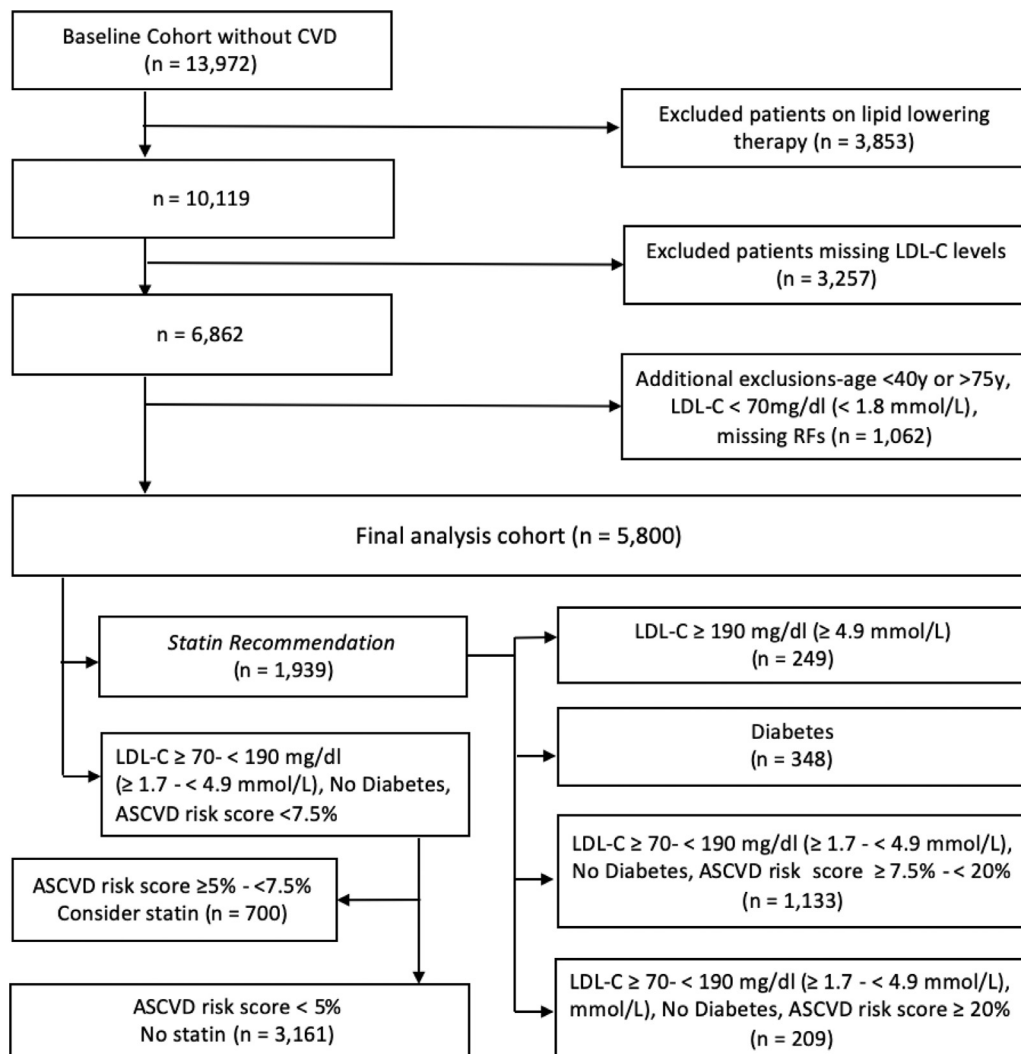 Baseline Cohort without CVD
(n = 13,972)
Excluded patients on lipid lowering
therapy (n = 3,853)
n = 10,119
Excluded patients missing LDL-C levels
(n = 3,257)
n = 6,862
Additional exclusions-age <40y or >75y,
LDL-C < 70mg/dl (< 1.8 mmol/L),
missing RFs (n = 1,062)
Final analysis cohort (n = 5,800)
Statin Recommendation
(n = 1,939)
LDL-C ≥ 190 mg/dl (≥ 4.9 mmol/L)
(n = 249)
Diabetes
(n = 348)
LDL-C ≥ 70- < 190 mg/dl
(≥ 1.7 - < 4.9 mmol/L), No Diabetes,
ASCVD risk score <7.5%
LDL-C ≥ 70- < 190 mg/dl (≥ 1.7 - < 4.9 mmol/L),
No Diabetes, ASCVD risk score ≥ 7.5% - < 20%
(n = 1,133)
ASCVD risk score ≥5% - <7.5%
Consider statin (n = 700)
LDL-C ≥ 70- < 190 mg/dl (≥ 1.7 - < 4.9 mmol/L),
mmol/L), No Diabetes, ASCVD risk score ≥ 20%
(n = 209)
ASCVD risk score < 5%
No statin (n = 3,161)